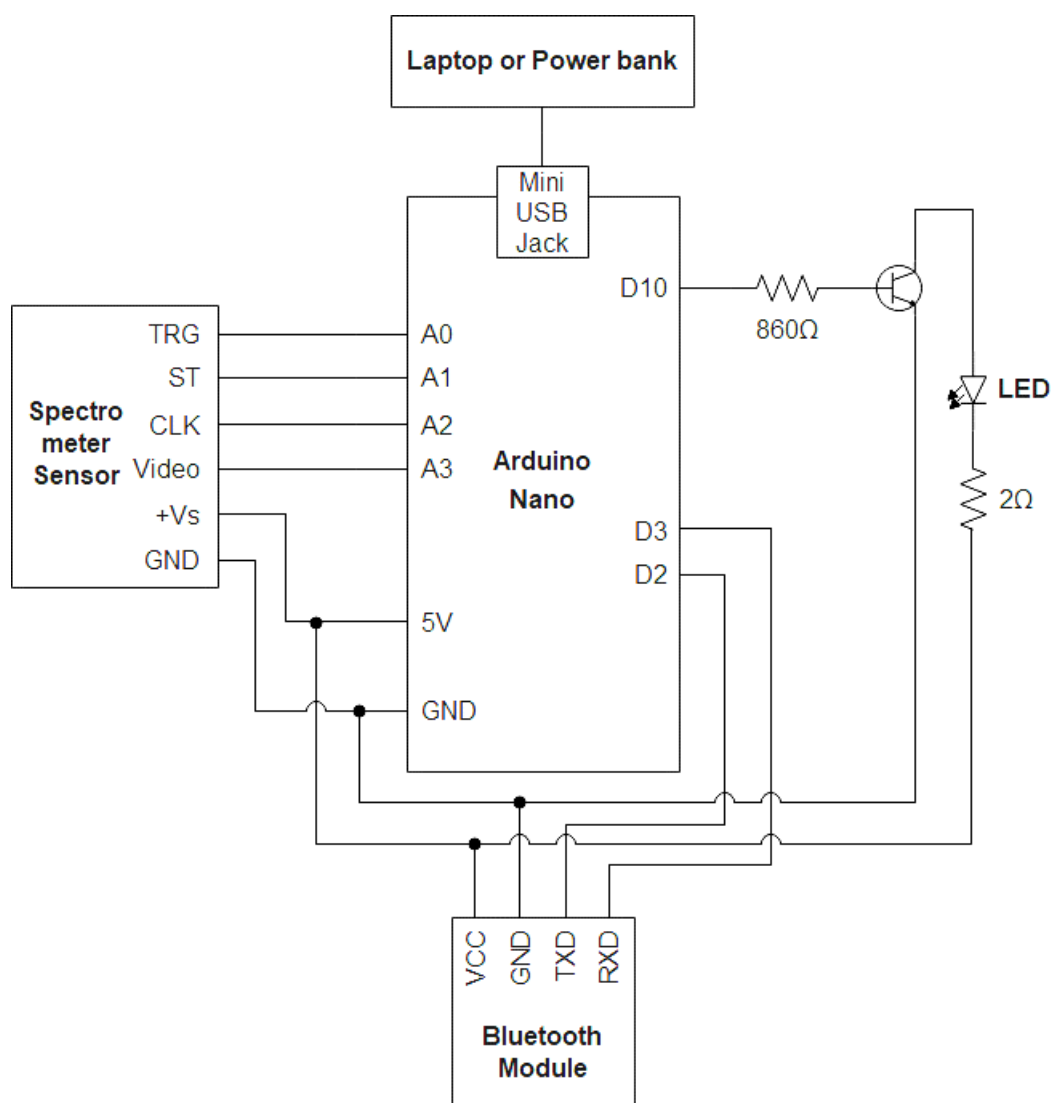 Laptop or Power bank
Mini
USB
Jack
D10
860Ω
TRG
ST
CLK
Video
+Vs
GND
Spectro
meter
Sensor
A0
A1
A2
A3
5V
GND
Arduino
Nano
D3
D2
LED
2Ω
VCC
GND
TXD
RXD
Bluetooth
Module